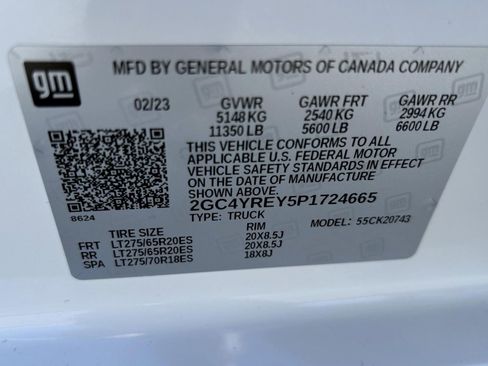 gm
MFD BY GENERAL MOTORS OF CANADA COMPANY
02/23 GVWR GAWR FRT GAWR RR
5148 KG 2540 KG 2994 KG
11350 LB 5600 LB 6600 LB
THIS VEHICLE CONFORMS TO ALL
APPLICABLE U.S. FEDERAL MOTOR
VEHICLE SAFETY STANDARDS IN EFFECT
ON THE DATE OF MANUFACTURE
SHOWN ABOVE.
8624 2GC4YREY5P1724665
TYPE: TRUCK MODEL: 55CK20743
TIRE SIZE RIM
FRT LT275/65R20ES 20X8.5J
RR LT275/65R20ES 20X8.5J
SPA LT275/70R18ES 18X8J